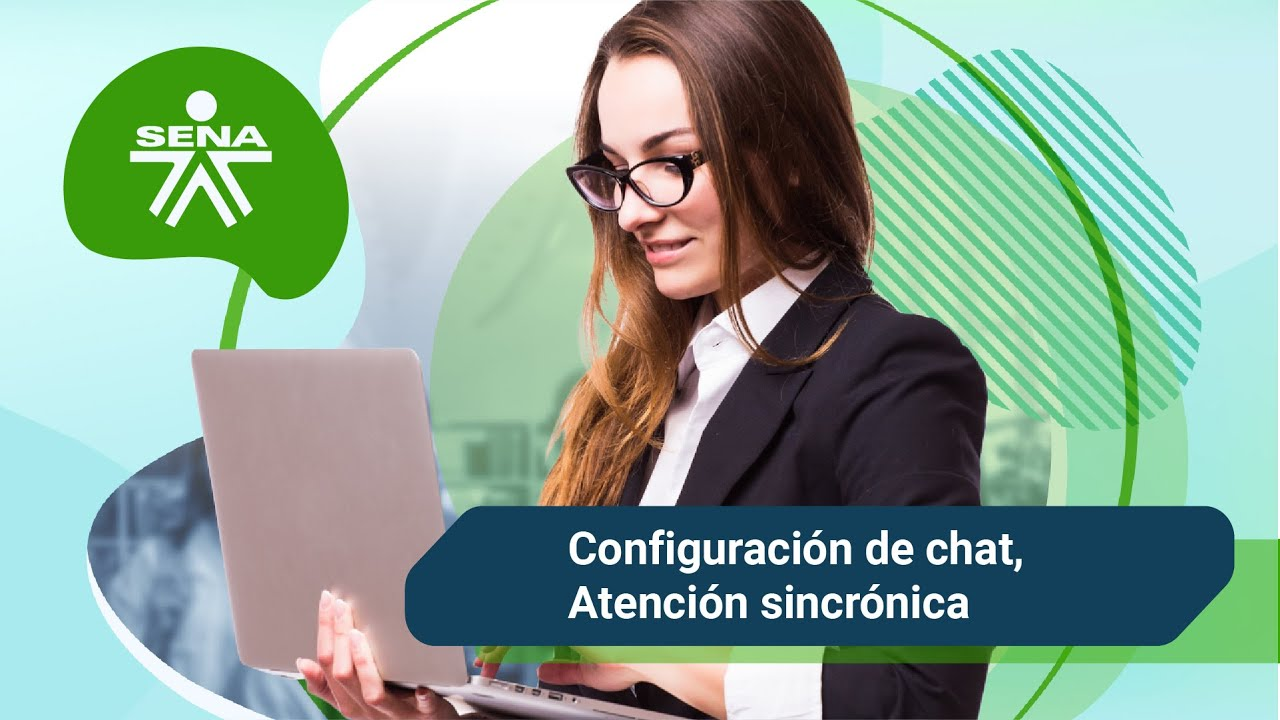 SENA
Configuración de chat,
Atención sincrónica